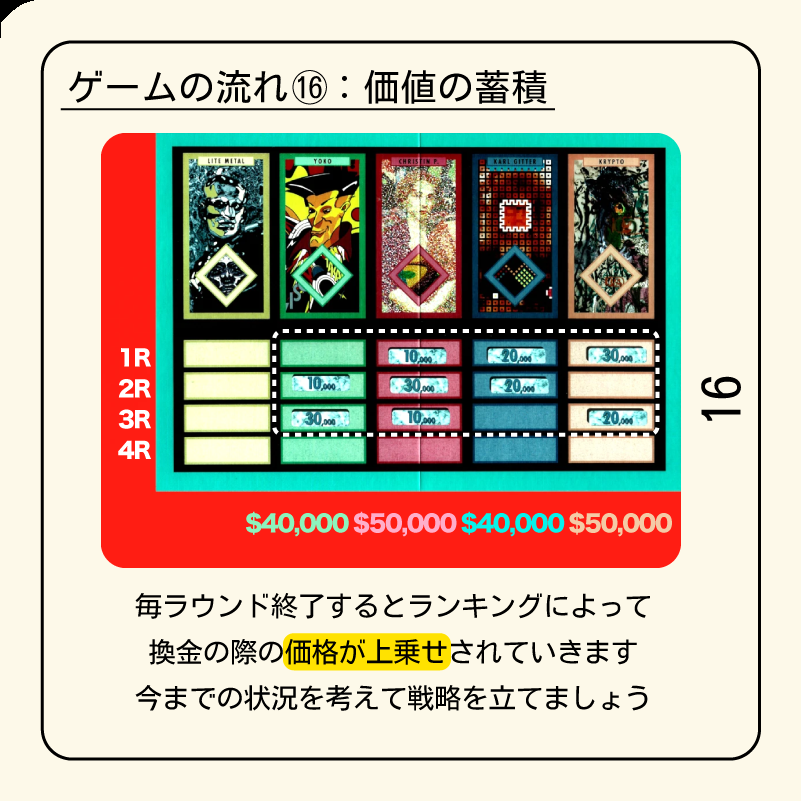 ゲームの流れ⑯：価値の蓄積
LITE METAL YOKO CHRISTIN P. KARL GITTER KRYPTO
1R 10,000 20,000 30,000
2R 10,000 30,000 20,000
3R 30,000 10,000 20,000
4R
$40,000 $50,000 $40,000 $50,000
16
毎ラウンド終了するとランキングによって
換金の際の価格が上乗せされていきます
今までの状況を考えて戦略を立てましょう